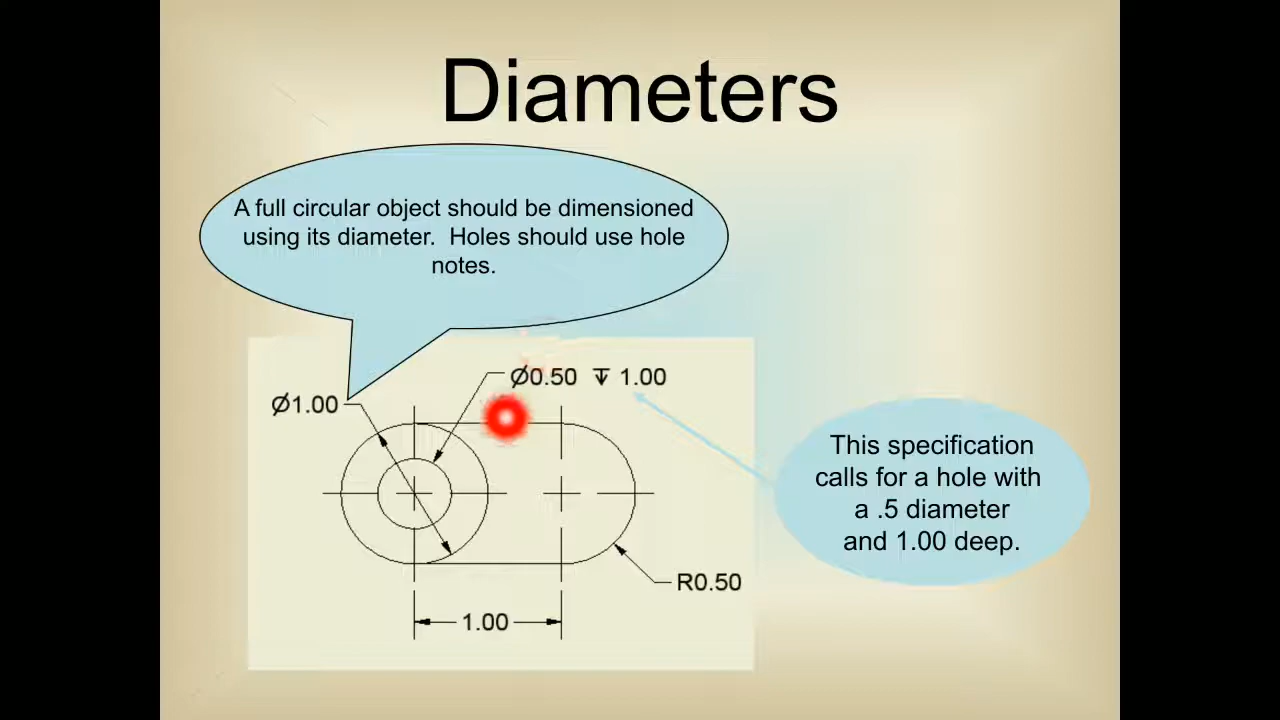 Diameters
A full circular object should be dimensioned
using its diameter.  Holes should use hole
notes.
Ø0.50 ↧ 1.00
Ø1.00
This specification
calls for a hole with
a .5 diameter
and 1.00 deep.
R0.50
1.00